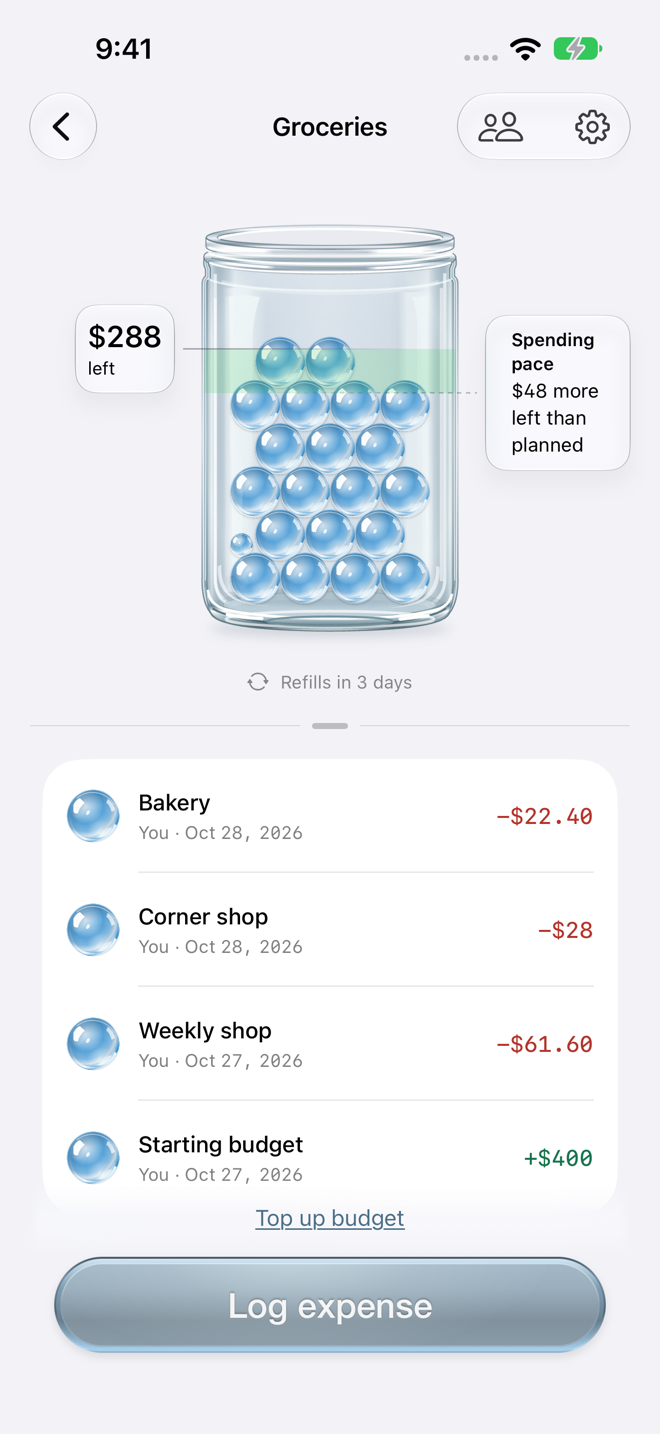 9:41
Groceries
$288
left
Spending
pace
$48 more
left than
planned
Refills in 3 days
Bakery
−$22.40
You · Oct 28, 2026
Corner shop
−$28
You · Oct 28, 2026
Weekly shop
−$61.60
You · Oct 27, 2026
Starting budget
+$400
You · Oct 27, 2026
Top up budget
Log expense